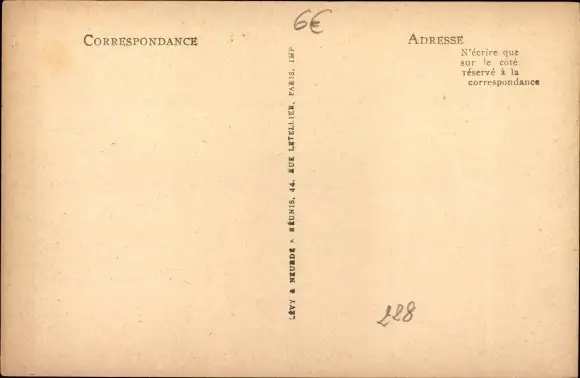 6€
CORRESPONDANCE
ADRESSE
N'écrire que
sur le côté
réservé à la
correspondance
LÉVY & NEURDEIN RÉUNIS, 44, RUE LETELLIER, PARIS, IMP
228